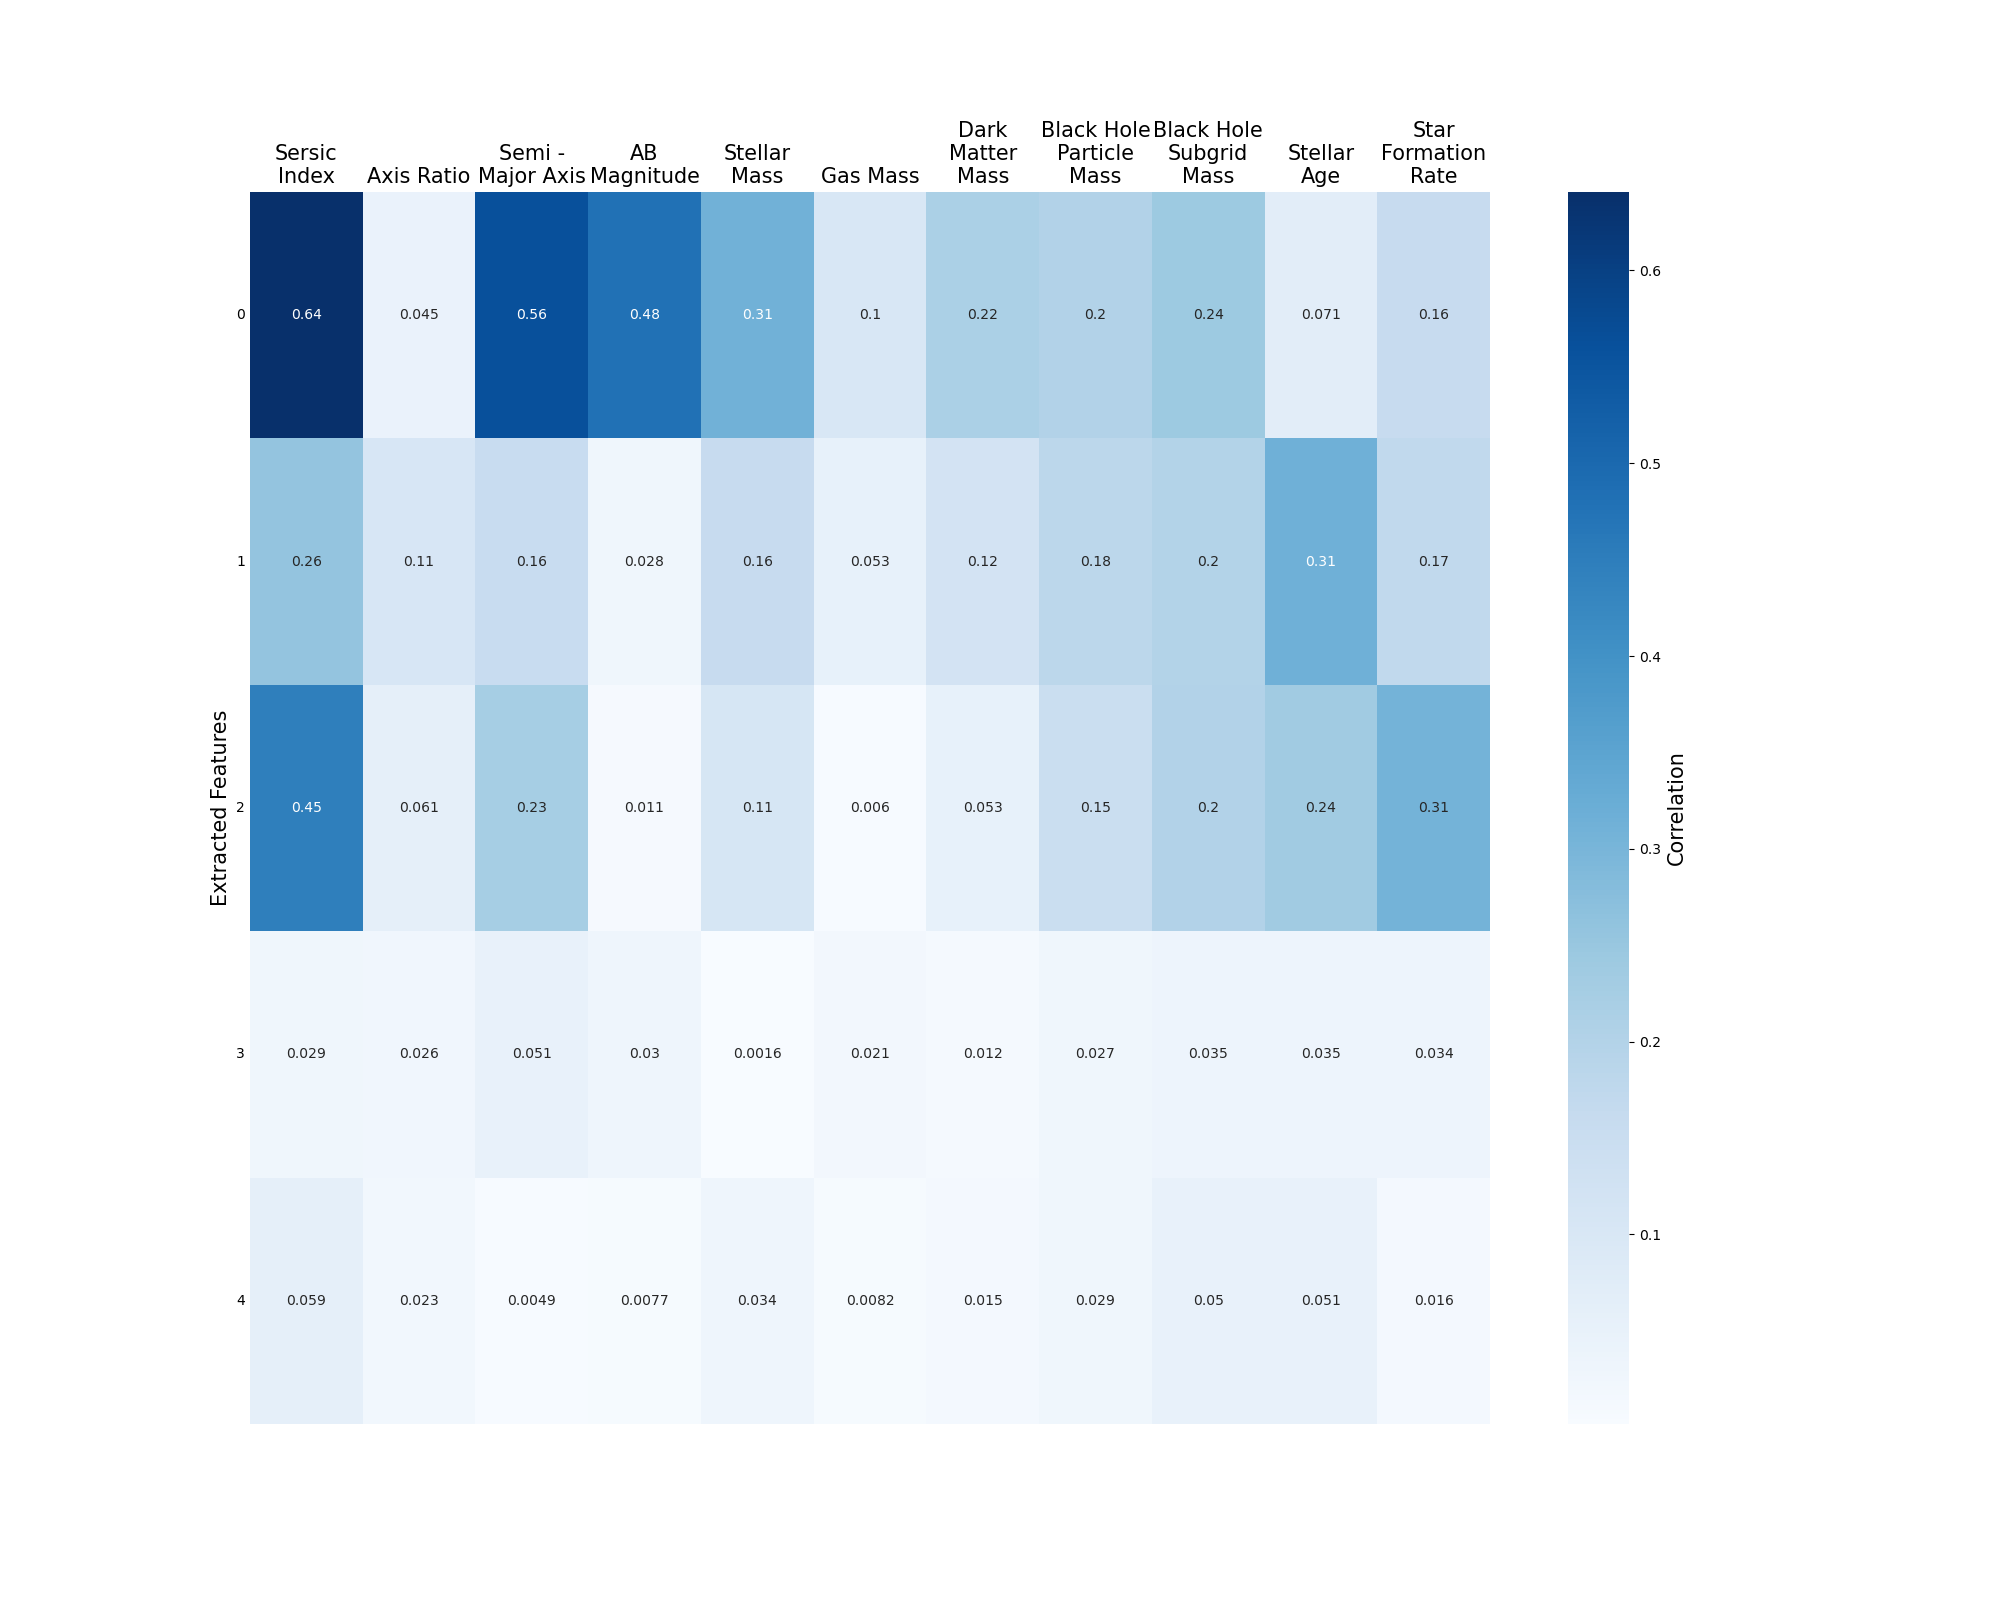 Sersic
Index
Axis Ratio
Semi -
Major Axis
AB
Magnitude
Stellar
Mass
Gas Mass
Dark
Matter
Mass
Black Hole
Particle
Mass
Black Hole
Subgrid
Mass
Stellar
Age
Star
Formation
Rate
0 0.64 0.045 0.56 0.48 0.31 0.1 0.22 0.2 0.24 0.071 0.16
1 0.26 0.11 0.16 0.028 0.16 0.053 0.12 0.18 0.2 0.31 0.17
2 0.45 0.061 0.23 0.011 0.11 0.006 0.053 0.15 0.2 0.24 0.31
3 0.029 0.026 0.051 0.03 0.0016 0.021 0.012 0.027 0.035 0.035 0.034
4 0.059 0.023 0.0049 0.0077 0.034 0.0082 0.015 0.029 0.05 0.051 0.016
Extracted Features
0.6
0.5
0.4
0.3
0.2
0.1
Correlation